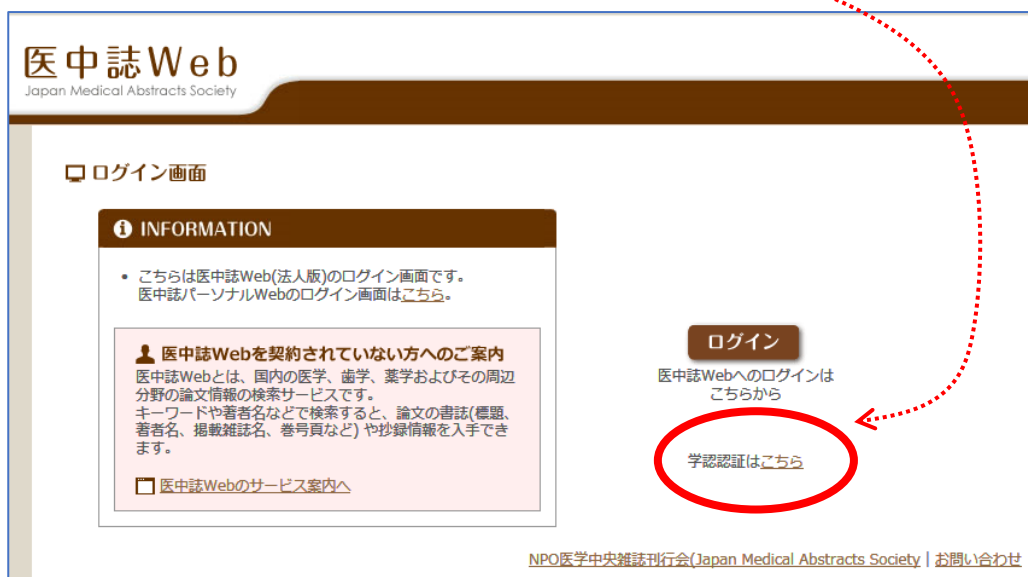 医中誌Web
Japan Medical Abstracts Society
ログイン画面
INFORMATION
• こちらは医中誌Web(法人版)のログイン画面です。
医中誌パーソナルWebのログイン画面はこちら。
医中誌Webを契約されていない方へのご案内
医中誌Webとは、国内の医学、歯学、薬学およびその周辺
分野の論文情報の検索サービスです。
キーワードや著者名などで検索すると、論文の書誌(標題、
著者名、掲載雑誌名、巻号頁など) や抄録情報を入手でき
ます。
医中誌Webのサービス案内へ
ログイン
医中誌Webへのログインは
こちらから
学認認証はこちら
NPO医学中央雑誌刊行会(Japan Medical Abstracts Society | お問い合わせ